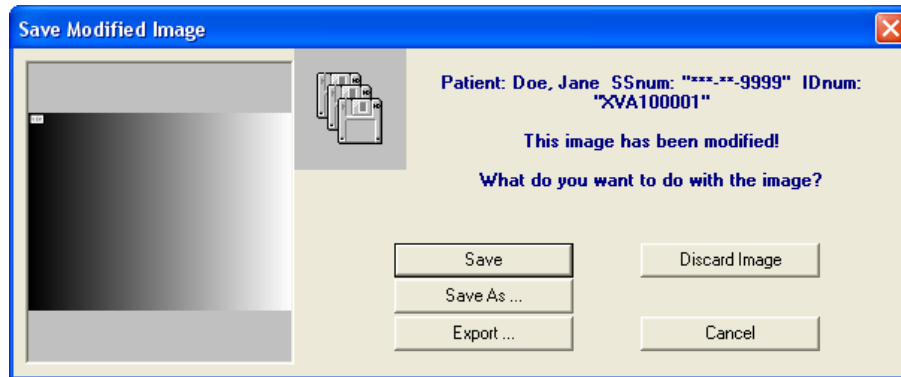 Save Modified Image
Patient: Doe, Jane SSnum: "***-**-9999" IDnum:
"XVA100001"
This image has been modified!
What do you want to do with the image?
Save
Discard Image
Save As ...
Export ...
Cancel